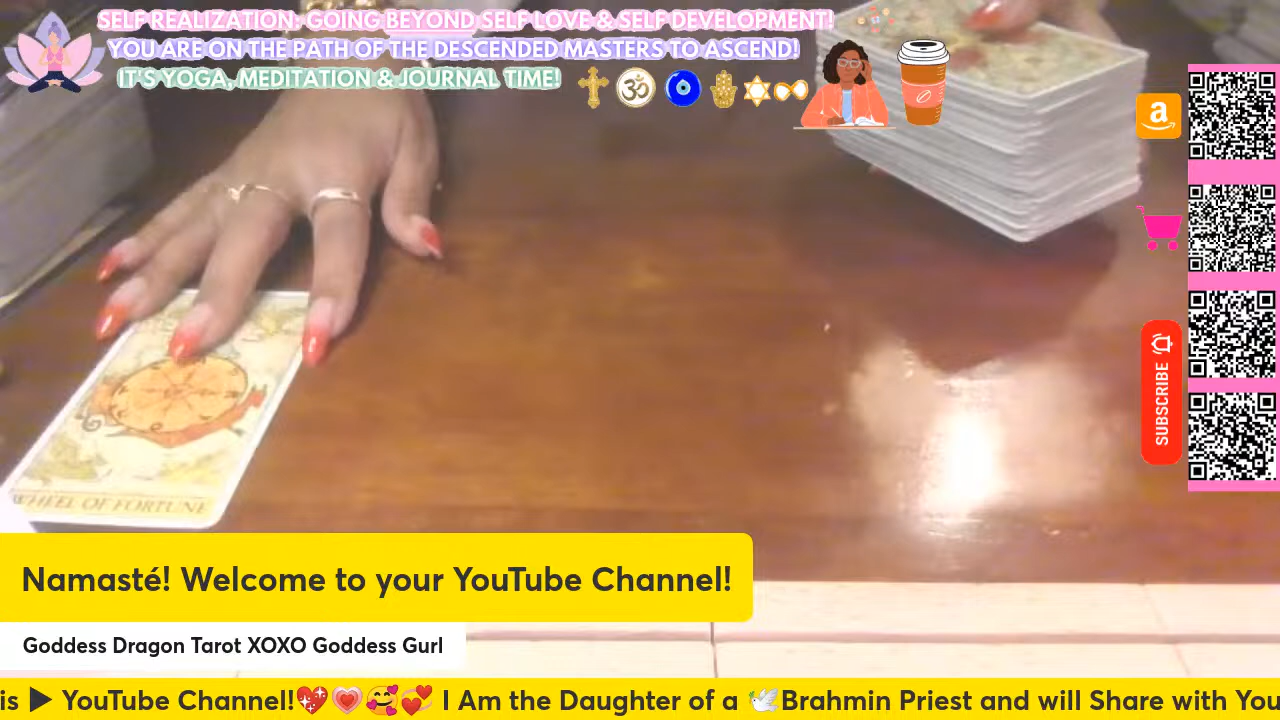 SELF REALIZATION: GOING BEYOND SELF LOVE & SELF DEVELOPMENT!
YOU ARE ON THE PATH OF THE DESCENDED MASTERS TO ASCEND!
IT'S YOGA, MEDITATION & JOURNAL TIME!
ॐ
a
SUBSCRIBE
WHEEL OF FORTUNE
Namasté! Welcome to your YouTube Channel!
Goddess Dragon Tarot XOXO Goddess Gurl
is ▶ YouTube Channel!💖💗🥰💞 I Am the Daughter of a 🕊Brahmin Priest and will Share with You